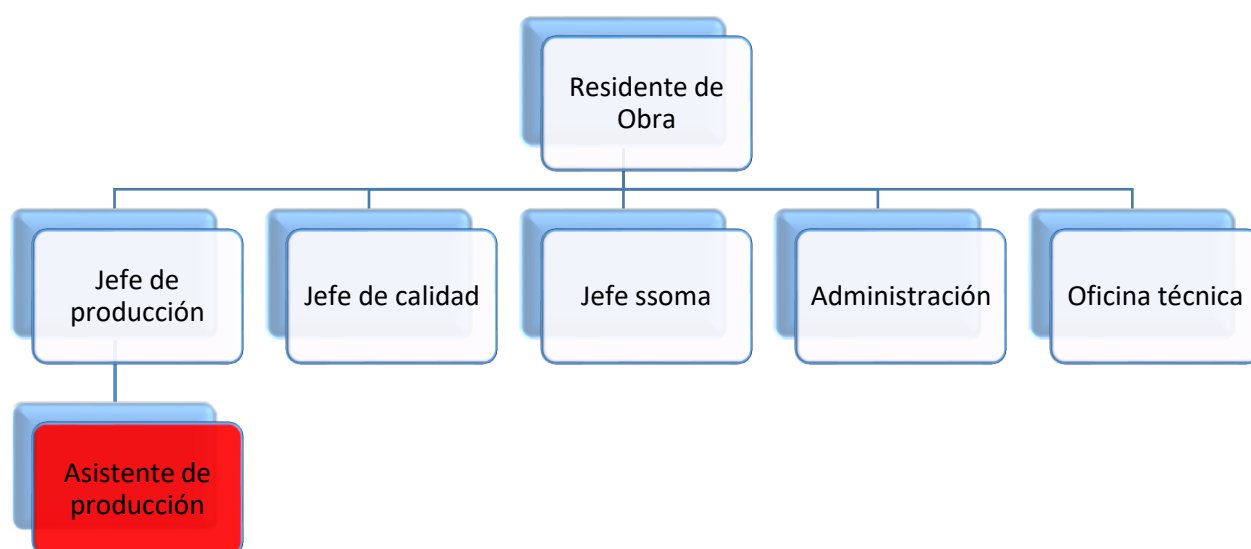 Residente de
Obra
Jefe de
producción
Jefe de calidad
Jefe ssoma
Administración
Oficina técnica
Asistente de
producción